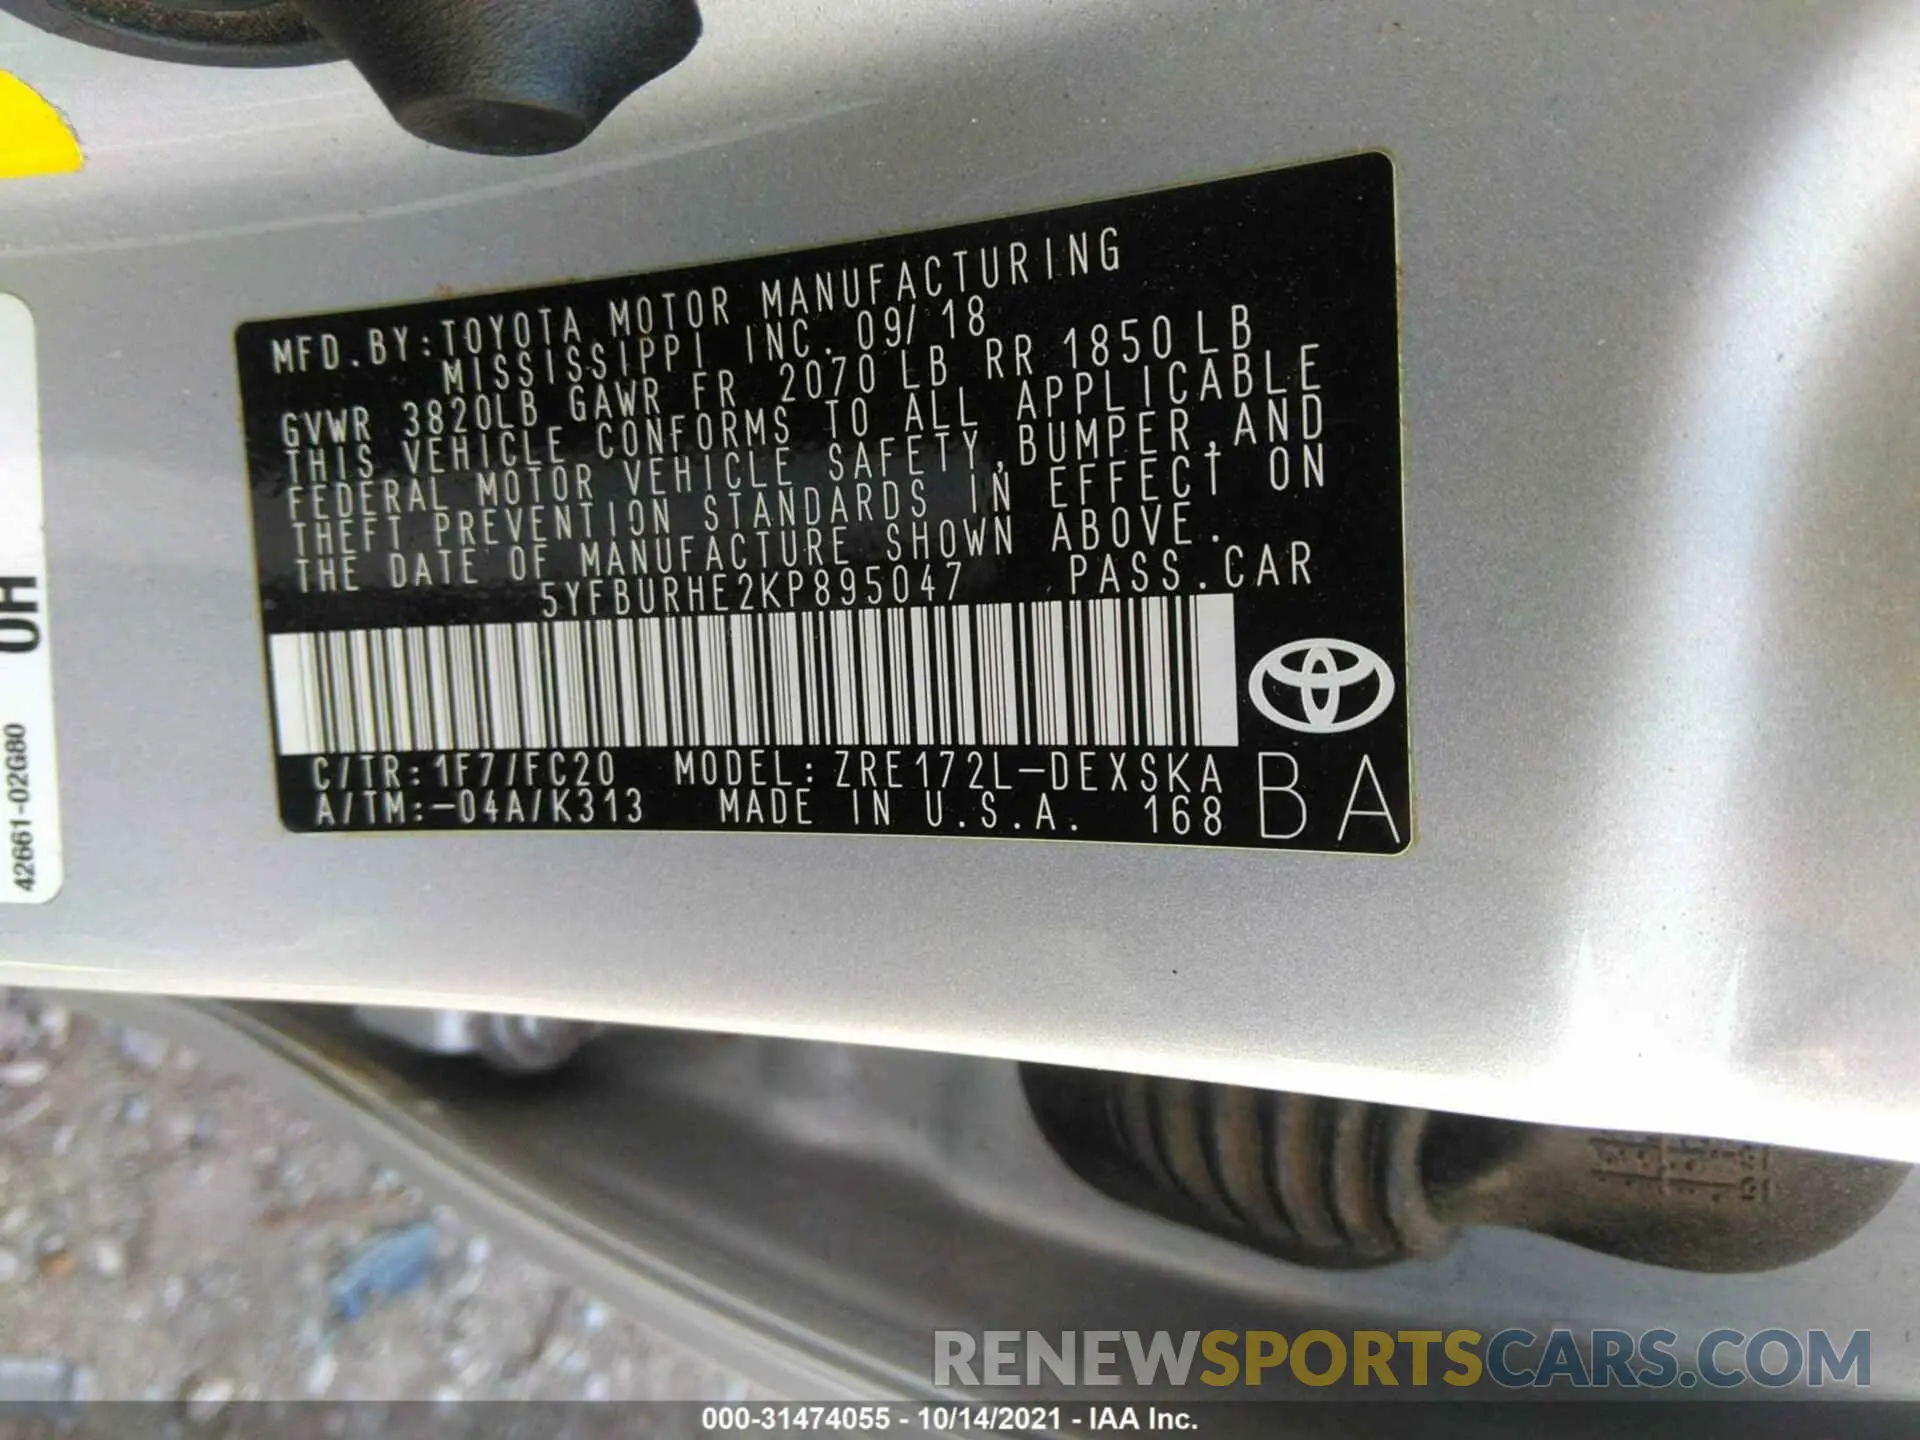 MFD.BY:TOYOTA MOTOR MANUFACTURING
MISSISSIPPI INC. 09/18
GVWR 3820LB GAWR FR 2070 LB RR 1850 LB
THIS VEHICLE CONFORMS TO ALL APPLICABLE
FEDERAL MOTOR VEHICLE SAFETY, BUMPER, AND
THEFT PREVENTION STANDARDS IN EFFECT ON
THE DATE OF MANUFACTURE SHOWN ABOVE.
5YFBURHE2KP895047 PASS.CAR
C/TR:1F7/FC20 MODEL:ZRE172L-DEXSKA
A/TM:-04A/K313 MADE IN U.S.A. 168
BA
42661-02G80
RENEWSPORTSCARS.COM
000-31474055 - 10/14/2021 - IAA Inc.